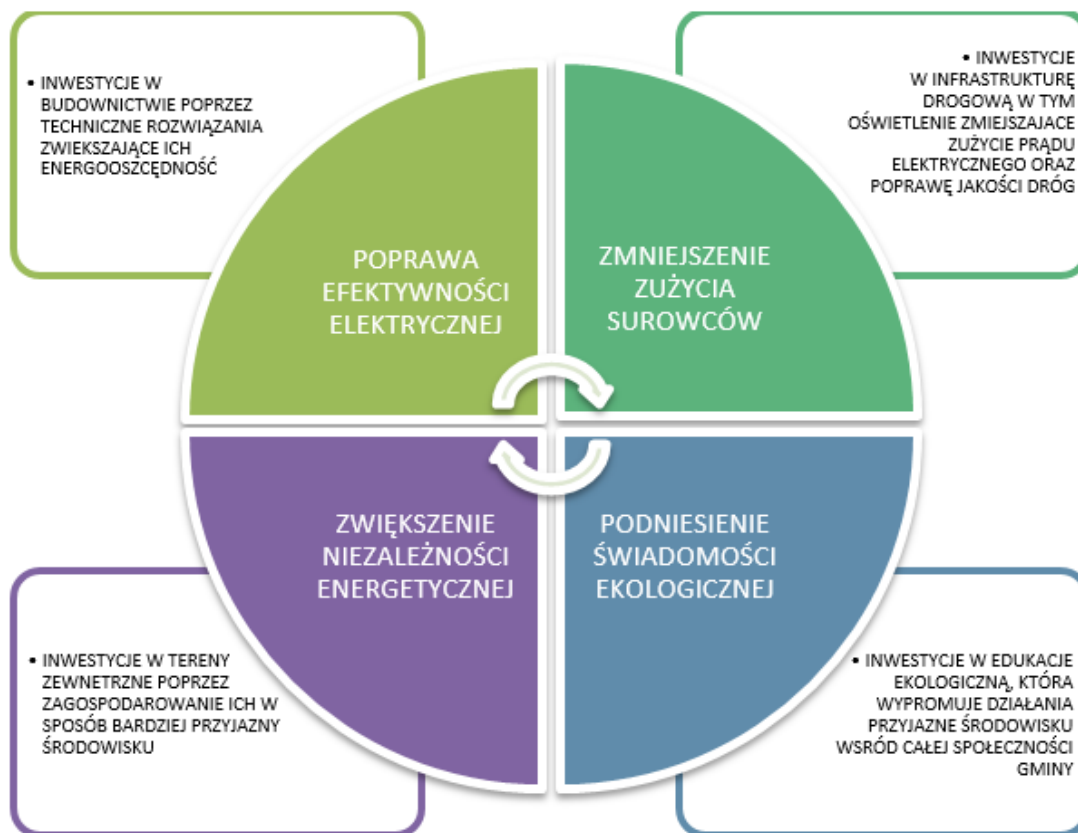 • INWESTYCJE W
BUDOWNICTWIE POPRZEZ
TECHNICZNE ROZWIĄZANIA
ZWIEKSZAJĄCE ICH
ENERGOOSZCĘDNOŚĆ
• INWESTYCJE
W INFRASTRUKTURĘ
DROGOWĄ W TYM
OŚWIETLENIE ZMIEJSZAJACE
ZUŻYCIE PRĄDU
ELEKTRYCZNEGO ORAZ
POPRAWĘ JAKOŚCI DRÓG
POPRAWA
EFEKTYWNOŚCI
ELEKTRYCZNEJ
ZMNIEJSZENIE
ZUŻYCIA
SUROWCÓW
ZWIĘKSZENIE
NIEZALEŻNOŚCI
ENERGETYCZNEJ
PODNIESIENIE
ŚWIADOMOŚCI
EKOLOGICZNEJ
• INWESTYCJE W TERENY
ZEWNETRZNE POPRZEZ
ZAGOSPODAROWANIE ICH W
SPOSÓB BARDZIEJ PRZYJAZNY
ŚRODOWISKU
• INWESTYCJE W EDUKACJE
EKOLOGICZNĄ, KTÓRA
WYPROMUJE DZIAŁANIA
PRZYJAZNE ŚRODOWISKU
WSRÓD CAŁEJ SPOŁECZNOŚCI
GMINY